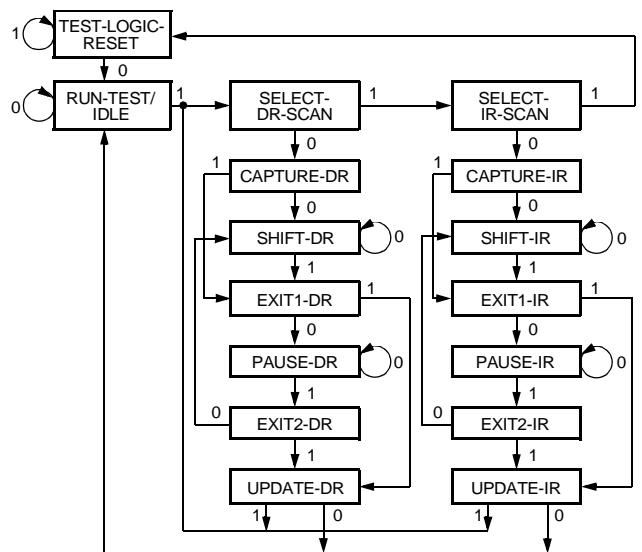 1
TEST-LOGIC-
RESET
0
0
RUN-TEST/
IDLE
1
SELECT-
DR-SCAN
1
SELECT-
IR-SCAN
1
0
0
1
CAPTURE-DR
1
CAPTURE-IR
0
0
SHIFT-DR
0
SHIFT-IR
0
1
1
EXIT1-DR
1
EXIT1-IR
1
0
0
PAUSE-DR
0
PAUSE-IR
0
1
1
0
EXIT2-DR
0
EXIT2-IR
1
1
UPDATE-DR
UPDATE-IR
1
0
1
0